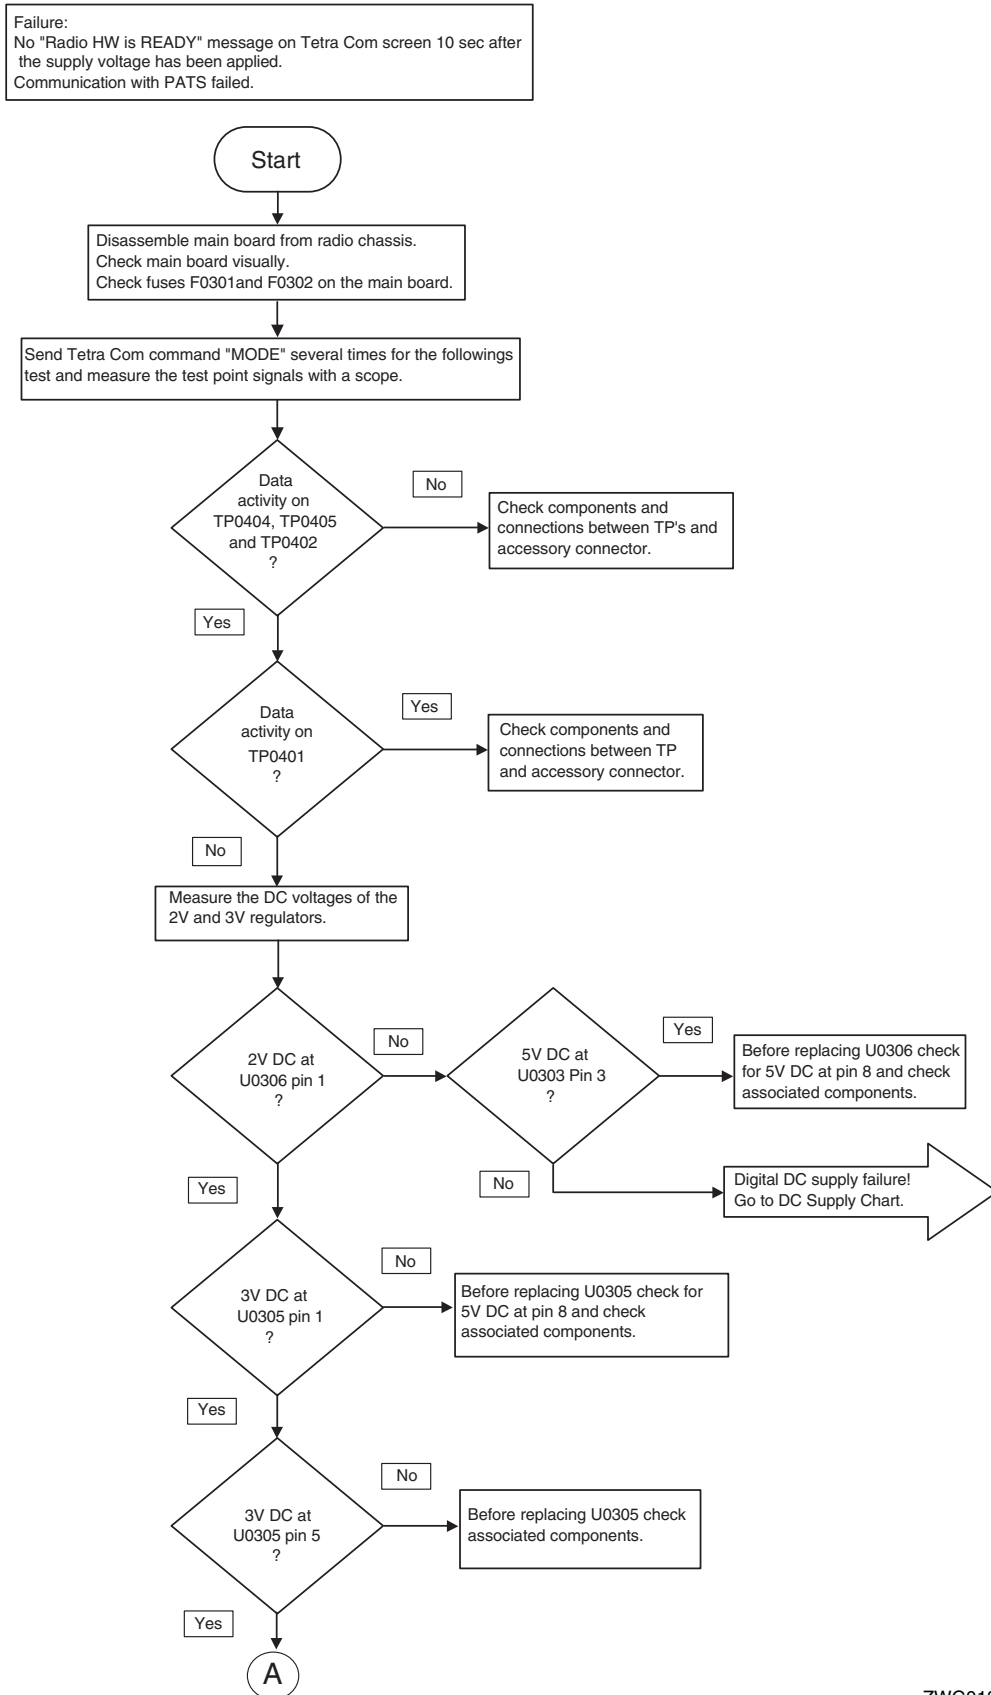 Failure:
No "Radio HW is READY" message on Tetra Com screen 10 sec after
the supply voltage has been applied.
Communication with PATS failed.
Start
Disassemble main board from radio chassis.
Check main board visually.
Check fuses F0301and F0302 on the main board.
Send Tetra Com command "MODE" several times for the followings
test and measure the test point signals with a scope.
Data
activity on
TP0404, TP0405
and TP0402
?
No
Check components and
connections between TP's and
accessory connector.
Yes
Data
activity on
TP0401
?
Yes
Check components and
connections between TP
and accessory connector.
No
Measure the DC voltages of the
2V and 3V regulators.
2V DC at
U0306 pin 1
?
No
5V DC at
U0303 Pin 3
?
Yes
Before replacing U0306 check
for 5V DC at pin 8 and check
associated components.
No
Digital DC supply failure!
Go to DC Supply Chart.
Yes
3V DC at
U0305 pin 1
?
No
Before replacing U0305 check for
5V DC at pin 8 and check
associated components.
Yes
3V DC at
U0305 pin 5
?
No
Before replacing U0305 check
associated components.
Yes
A